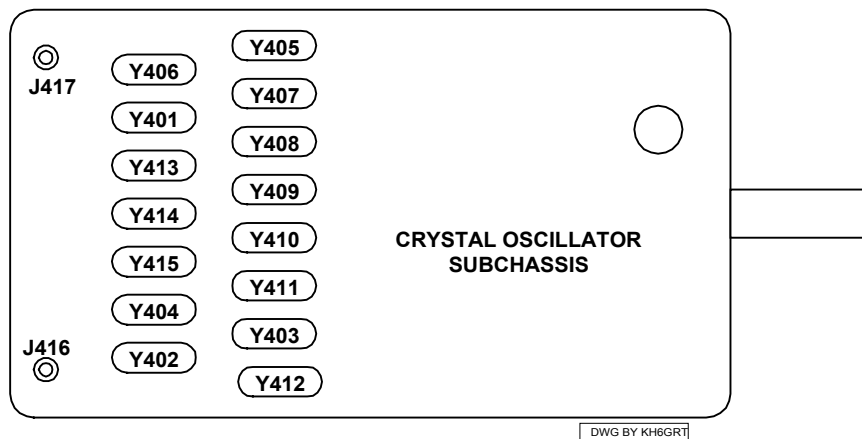 J417
Y406
Y401
Y413
Y414
Y415
Y404
Y402
J416
Y405
Y407
Y408
Y409
Y410
Y411
Y403
Y412
CRYSTAL OSCILLATOR
SUBCHASSIS
DWG BY KH6GRT